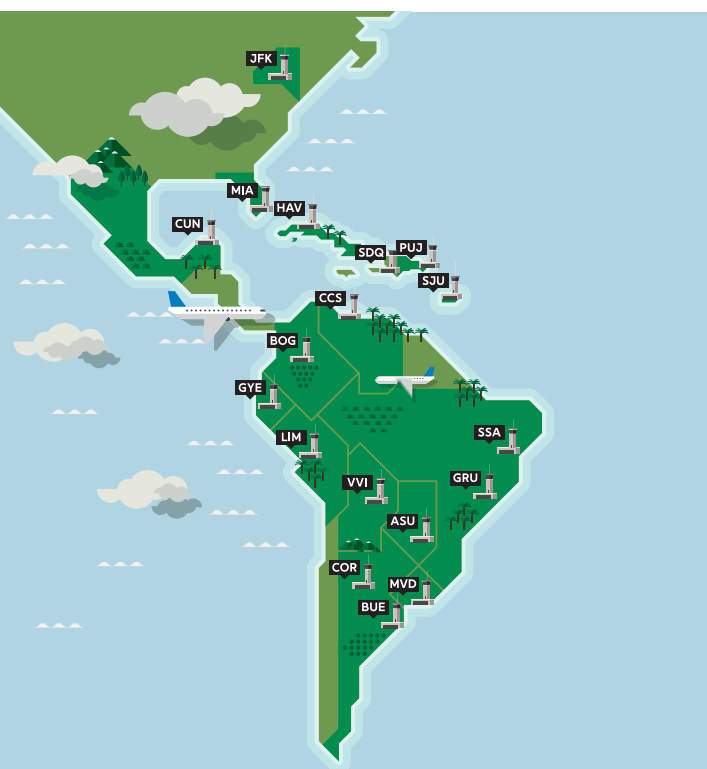 JFK
MIA
HAV
CUN
SDQ
PUJ
SJU
CCS
BOG
GYE
LIM
SSA
VVI
GRU
ASU
COR
MVD
BUE